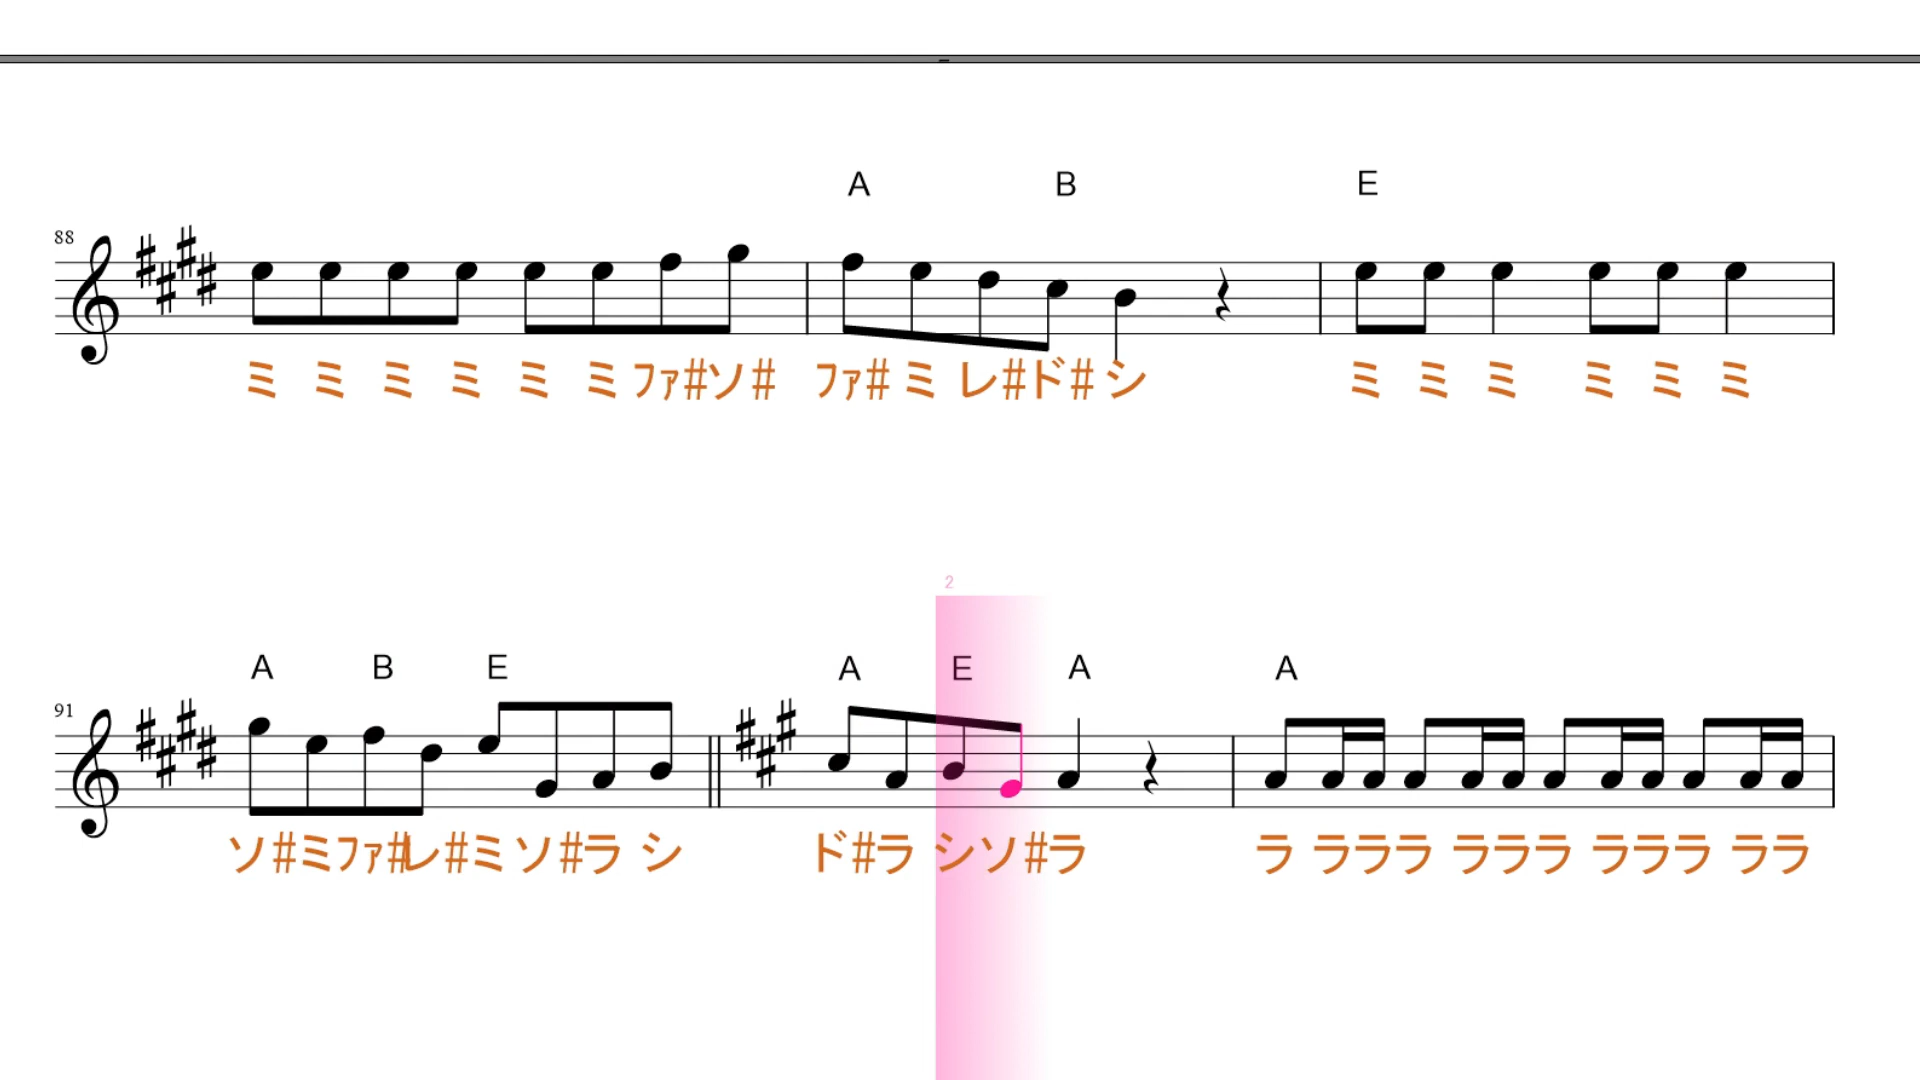 A B E
88
ミ ミ ミ ミ ミ ミ ファ# ソ# ファ# ミ レ# ド# シ ミ ミ ミ ミ ミ ミ
2
A B E A E A A
91
ソ# ミ ファ# レ# ミ ソ# ラ シ ド# ラ シ ソ# ラ ラ ラ ラ ラ ラ ラ ラ ラ ラ ラ ラ ラ